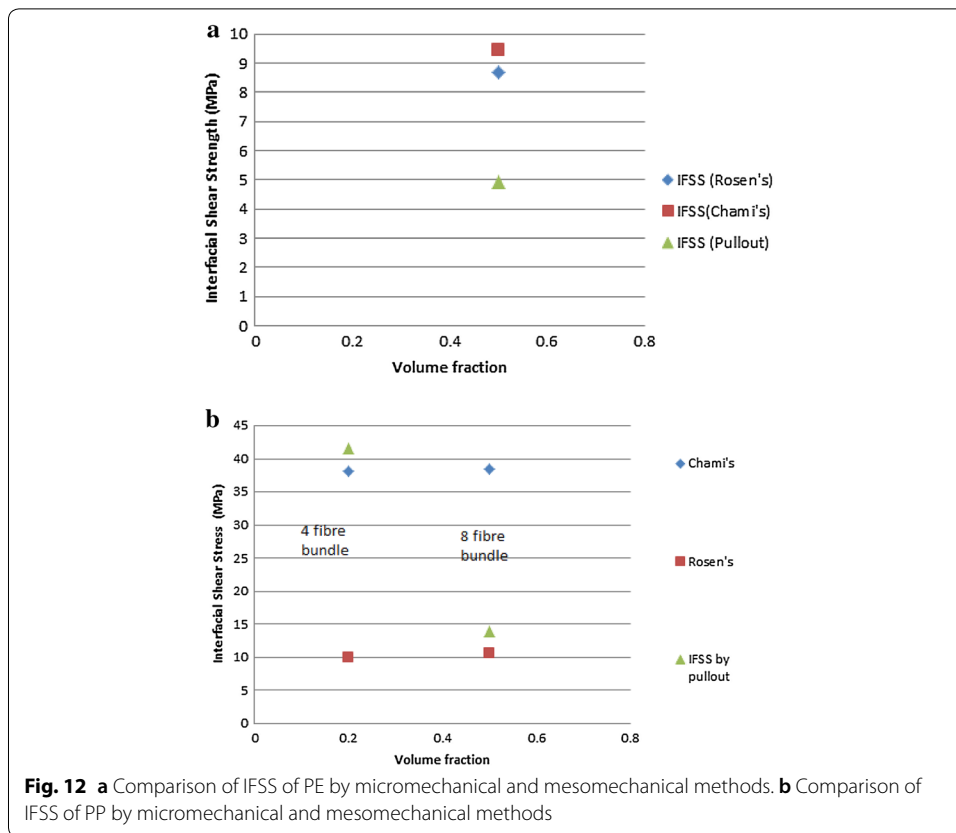 a
10
9
8
7
6
5
4
3
2
1
0
Interfacial Shear Strength (MPa)
0 0.2 0.4 0.6 0.8
Volume fraction
IFSS (Rosen's)
IFSS(Chami's)
IFSS (Pullout)
b
45
40
35
30
25
20
15
10
5
0
Interfacial Shear Stress (MPa)
4 fibre
bundle
8 fibre
bundle
0 0.2 0.4 0.6 0.8
Volume fraction
Chami's
Rosen's
IFSS by
pullout
Fig. 12 a Comparison of IFSS of PE by micromechanical and mesomechanical methods. b Comparison of
IFSS of PP by micromechanical and mesomechanical methods